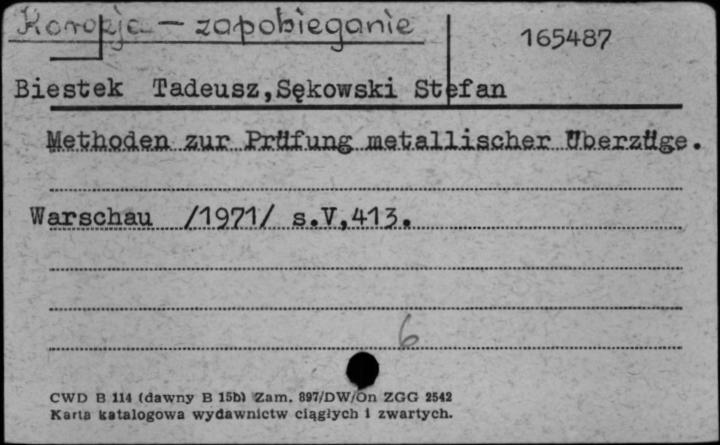 Korozja — zapobieganie
165487
Biestek Tadeusz,Sękowski Stefan
Methoden zur Prüfung metallischer Überzüge.
Warschau /1971/ s.V,413.
6
CWD B 114 (dawny B 15b) Zam. 897/DW/On ZGG 2542
Karta katalogowa wydawnictw ciągłych i zwartych.